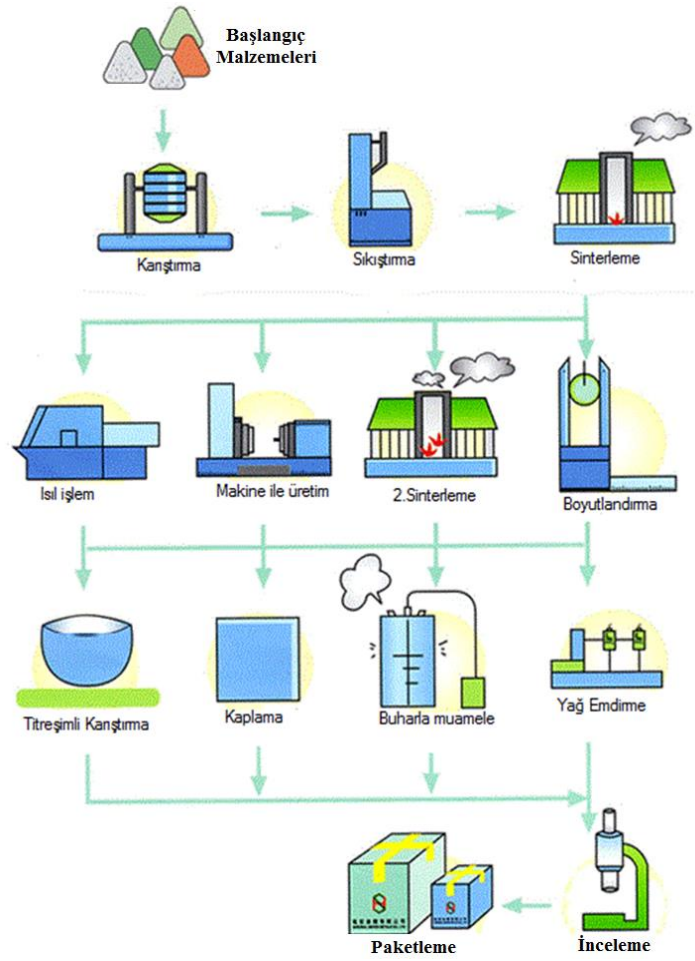 Başlangıç
Malzemeleri
Karıştırma
Sıkıştırma
Sinterleme
Isıl işlem
Makine ile üretim
2.Sinterleme
Boyutlandırma
Titreşimli Karıştırma
Kaplama
Buharla muamele
Yağ Emdirme
Paketleme
İnceleme